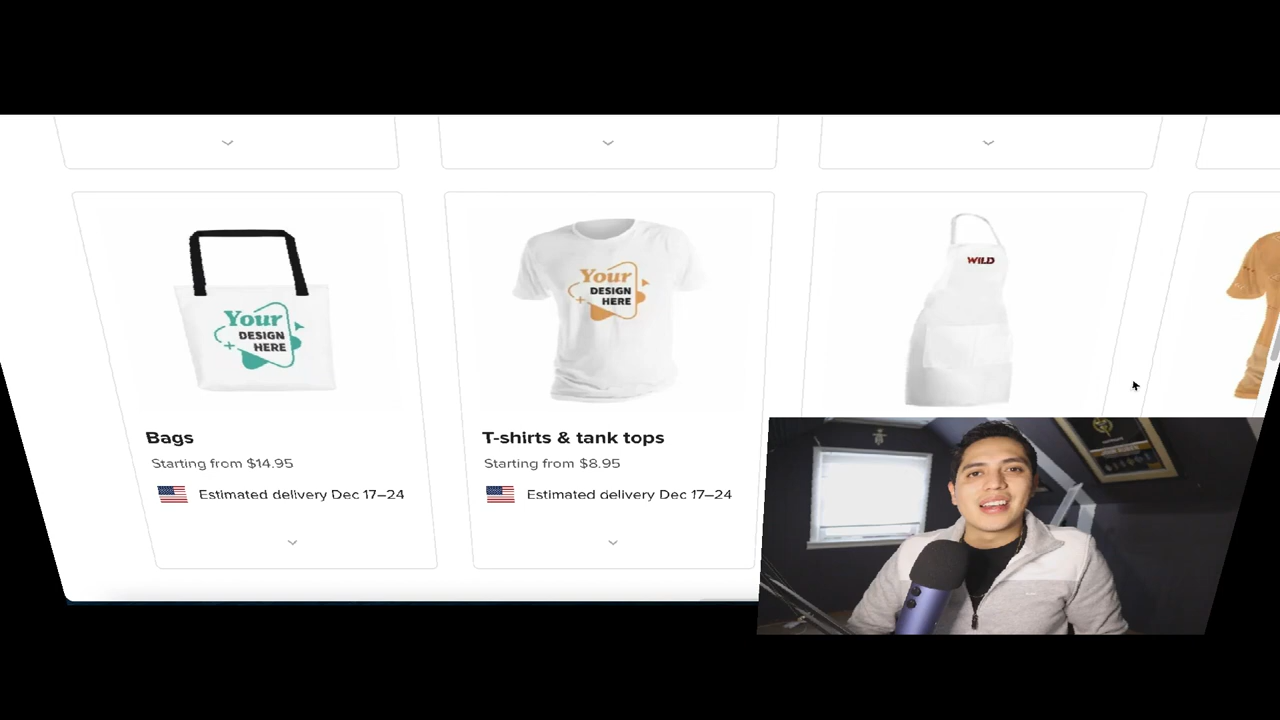 Your
DESIGN
HERE
Your
DESIGN
HERE
WILD
Bags
Starting from $14.95
Estimated delivery Dec 17–24
T-shirts & tank tops
Starting from $8.95
Estimated delivery Dec 17–24